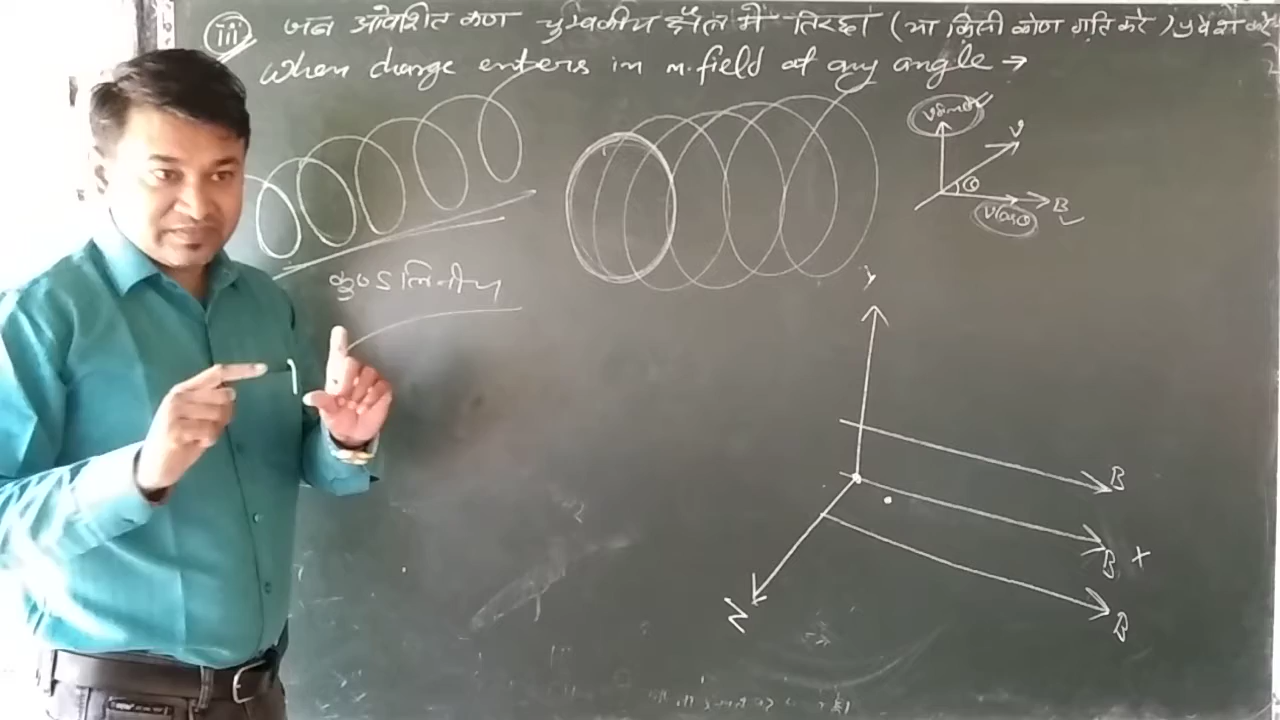 (iii) जब आवेशित कण चुम्बकीय क्षेत्र में तिरछा (या किसी कोण गति करे) प्रवेश करे
When charge enters in m.field at any angle →
vsinθ
v
θ
B
vcosθ
कुण्डलिनीय
y
B
B x
B
Z